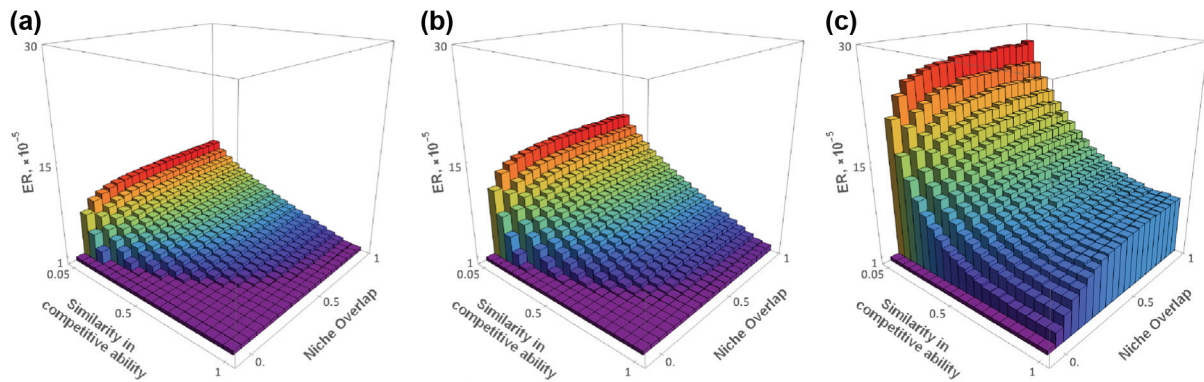 (a)
30
15
ER, × 10⁻⁵
1
0.05
0.5
1
Similarity in
competitive ability
0.
0.5
1
Niche Overlap
(b)
30
15
ER, × 10⁻⁵
1
0.05
0.5
1
Similarity in
competitive ability
0.
0.5
1
Niche Overlap
(c)
30
15
ER, × 10⁻⁵
1
0.05
0.5
1
Similarity in
competitive ability
0.
0.5
1
Niche Overlap